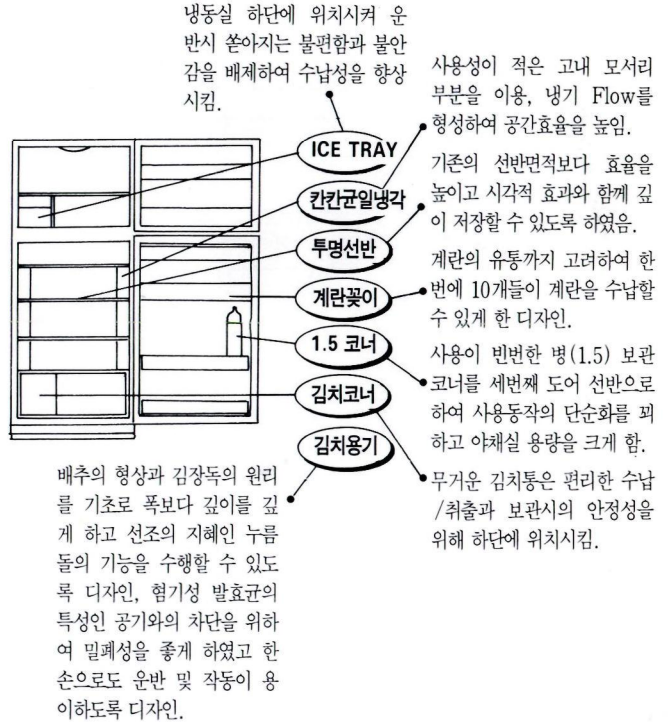 냉동실 하단에 위치시켜 운
반시 쏟아지는 불편함과 불안
감을 배제하여 수납성을 향상
시킴.
ICE TRAY
칸칸균일냉각
투명선반
계란꽂이
1.5 코너
김치코너
김치용기
사용성이 적은 고내 모서리
부분을 이용, 냉기 Flow를
형성하여 공간효율을 높임.
기존의 선반면적보다 효율을
높이고 시각적 효과와 함께 깊
이 저장할 수 있도록 하였음.
계란의 유통까지 고려하여 한
번에 10개들이 계란을 수납할
수 있게 한 디자인.
사용이 빈번한 병(1.5) 보관
코너를 세번째 도어 선반으로
하여 사용동작의 단순화를 꾀
하고 야채실 용량을 크게 함.
무거운 김치통은 편리한 수납
/취출과 보관시의 안정성을
위해 하단에 위치시킴.
배추의 형상과 김장독의 원리
를 기초로 폭보다 깊이를 깊
게 하고 선조의 지혜인 누름
돌의 기능을 수행할 수 있도
록 디자인, 혐기성 발효균의
특성인 공기와의 차단을 위하
여 밀폐성을 좋게 하였고 한
손으로도 운반 및 작동이 용
이하도록 디자인.